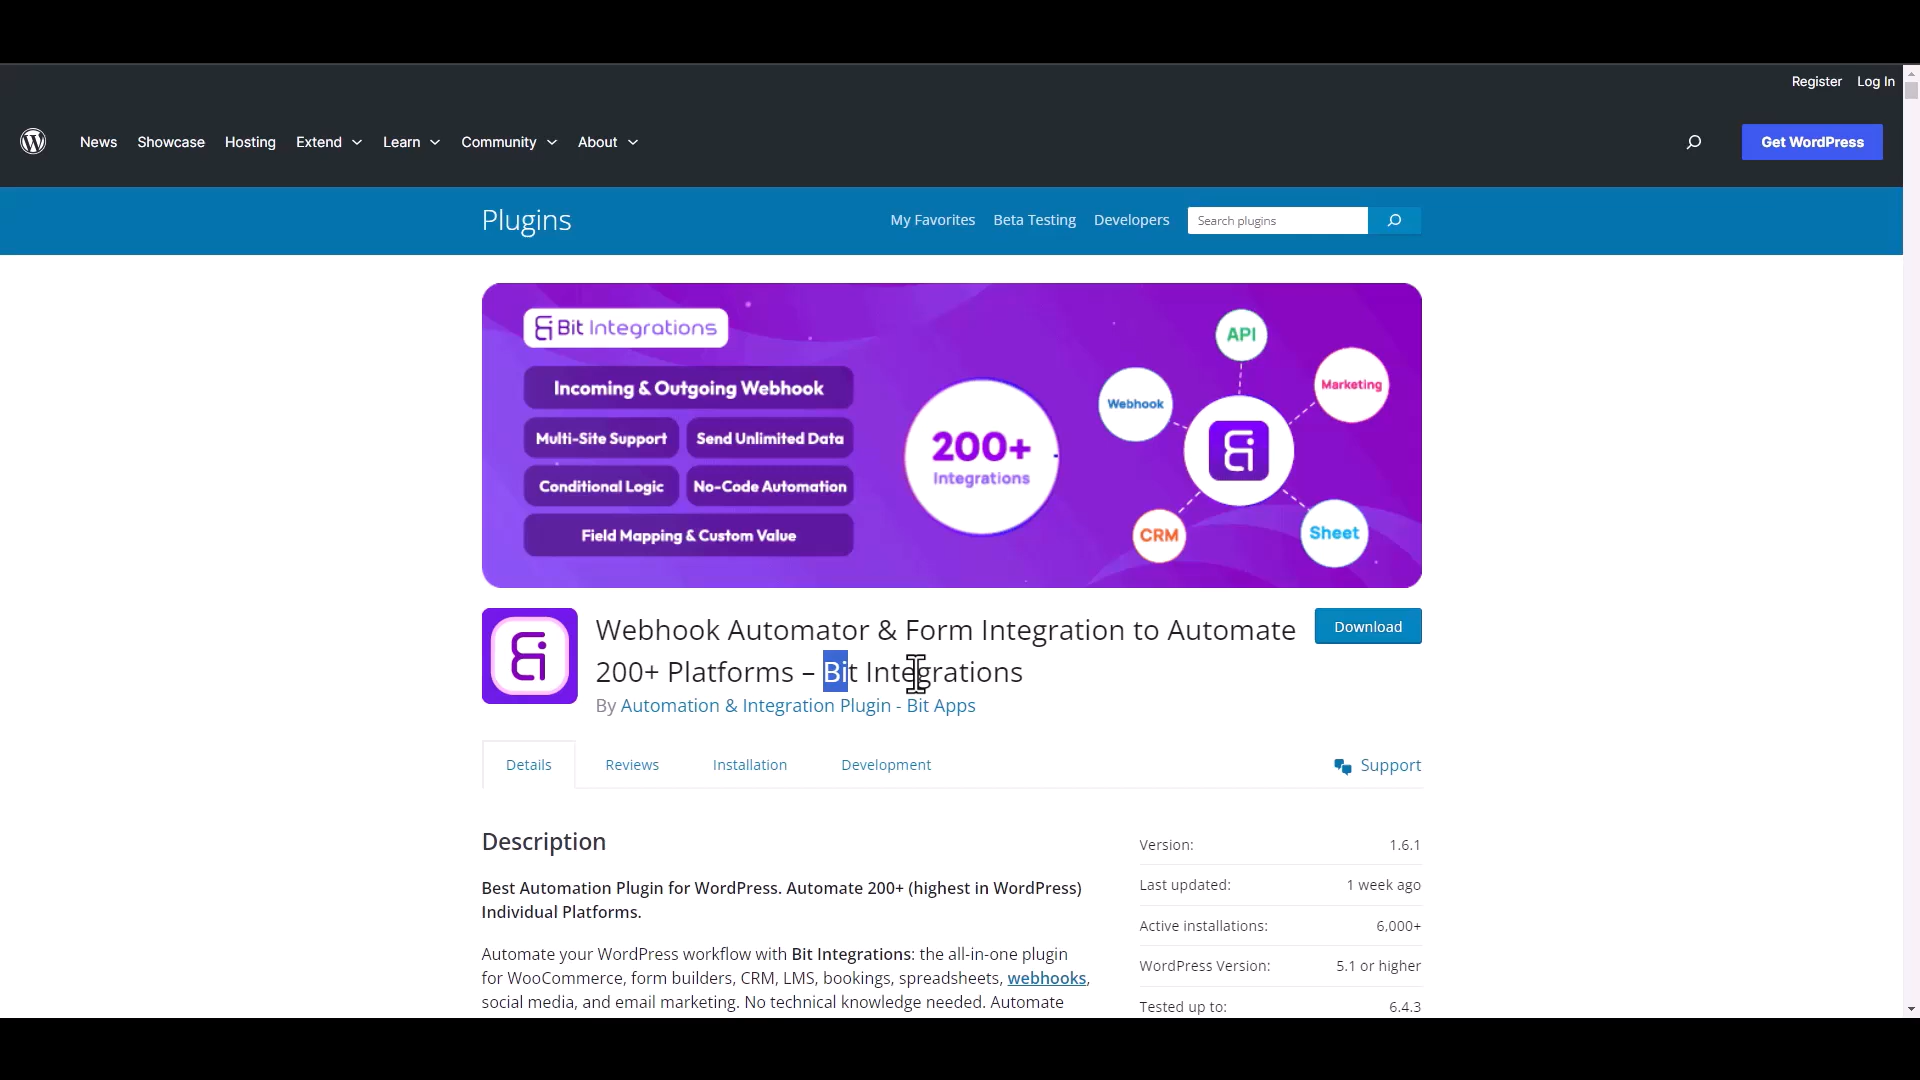 Register Log In
News Showcase Hosting Extend Learn Community About Get WordPress
Plugins My Favorites Beta Testing Developers Search plugins
Bit Integrations
Incoming & Outgoing Webhook
Multi-Site Support Send Unlimited Data
Conditional Logic No-Code Automation
Field Mapping & Custom Value
200+
Integrations
API
Webhook
Marketing
CRM
Sheet
Webhook Automator & Form Integration to Automate
200+ Platforms – Bit Integrations
Download
By Automation & Integration Plugin - Bit Apps
Details Reviews Installation Development Support
Description
Best Automation Plugin for WordPress. Automate 200+ (highest in WordPress)
Individual Platforms.
Automate your WordPress workflow with Bit Integrations: the all-in-one plugin
for WooCommerce, form builders, CRM, LMS, bookings, spreadsheets, webhooks,
social media, and email marketing. No technical knowledge needed. Automate
Version: 1.6.1
Last updated: 1 week ago
Active installations: 6,000+
WordPress Version: 5.1 or higher
Tested up to: 6.4.3